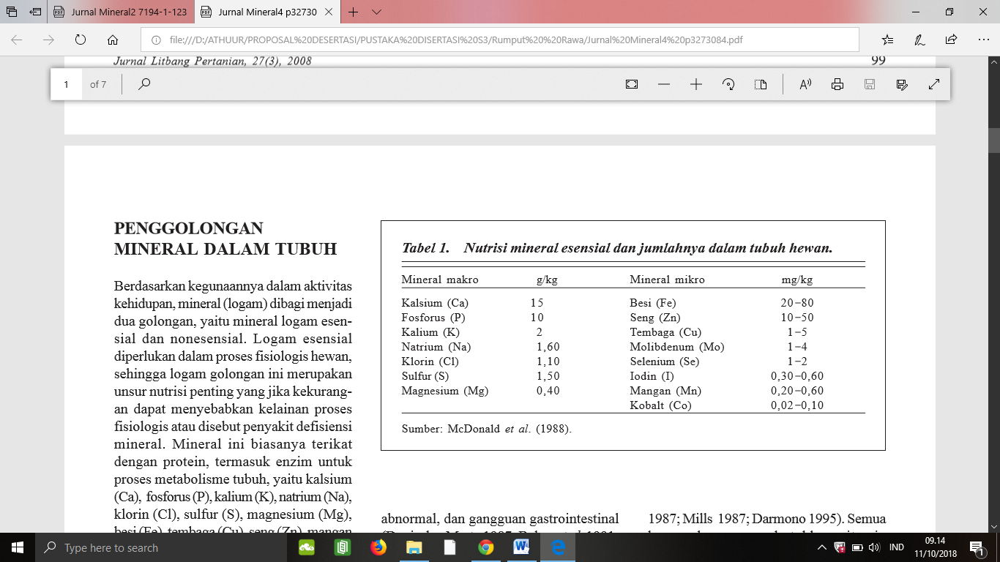 Jurnal Mineral2 7194-1-123
Jurnal Mineral4 p32730
file:///D:/ATHUUR/PROPOSAL%20DESERTASI/PUSTAKA%20DISERTASI%20S3/Rumput%20%20Rawa/Jurnal%20Mineral4%20p3273084.pdf
Jurnal Litbang Pertanian, 27(3), 2008 99
1 of 7
PENGGOLONGAN
MINERAL DALAM TUBUH
Berdasarkan kegunaannya dalam aktivitas
kehidupan, mineral (logam) dibagi menjadi
dua golongan, yaitu mineral logam esen-
sial dan nonesensial. Logam esensial
diperlukan dalam proses fisiologis hewan,
sehingga logam golongan ini merupakan
unsur nutrisi penting yang jika kekurang-
an dapat menyebabkan kelainan proses
fisiologis atau disebut penyakit defisiensi
mineral. Mineral ini biasanya terikat
dengan protein, termasuk enzim untuk
proses metabolisme tubuh, yaitu kalsium
(Ca), fosforus (P), kalium (K), natrium (Na),
klorin (Cl), sulfur (S), magnesium (Mg),
besi (Fe), tembaga (Cu), seng (Zn), mangan
Tabel 1. Nutrisi mineral esensial dan jumlahnya dalam tubuh hewan.
Mineral makro g/kg Mineral mikro mg/kg
Kalsium (Ca) 15 Besi (Fe) 20−80
Fosforus (P) 10 Seng (Zn) 10−50
Kalium (K) 2 Tembaga (Cu) 1−5
Natrium (Na) 1,60 Molibdenum (Mo) 1−4
Klorin (Cl) 1,10 Selenium (Se) 1−2
Sulfur (S) 1,50 Iodin (I) 0,30−0,60
Magnesium (Mg) 0,40 Mangan (Mn) 0,20−0,60
Kobalt (Co) 0,02−0,10
Sumber: McDonald et al. (1988).
abnormal, dan gangguan gastrointestinal
1987; Mills 1987; Darmono 1995). Semua
Type here to search
IND
09.14
11/10/2018
1